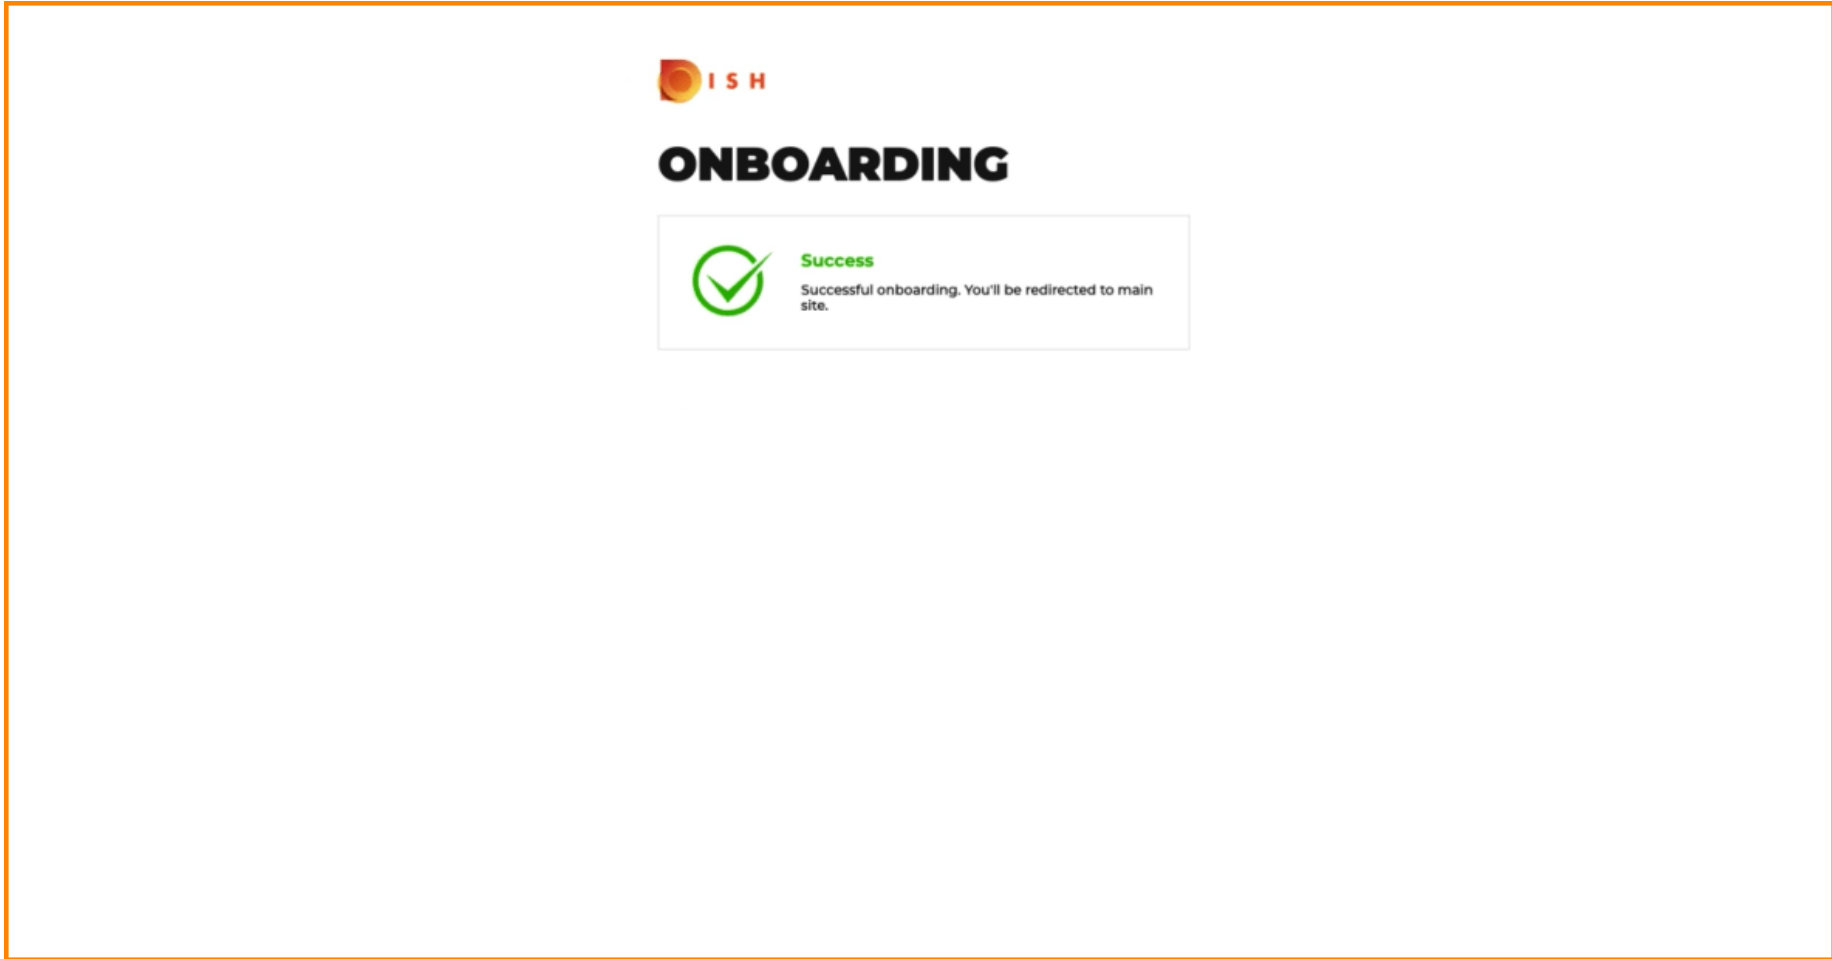 DISH
ONBOARDING
Success
Successful onboarding. You'll be redirected to main
site.